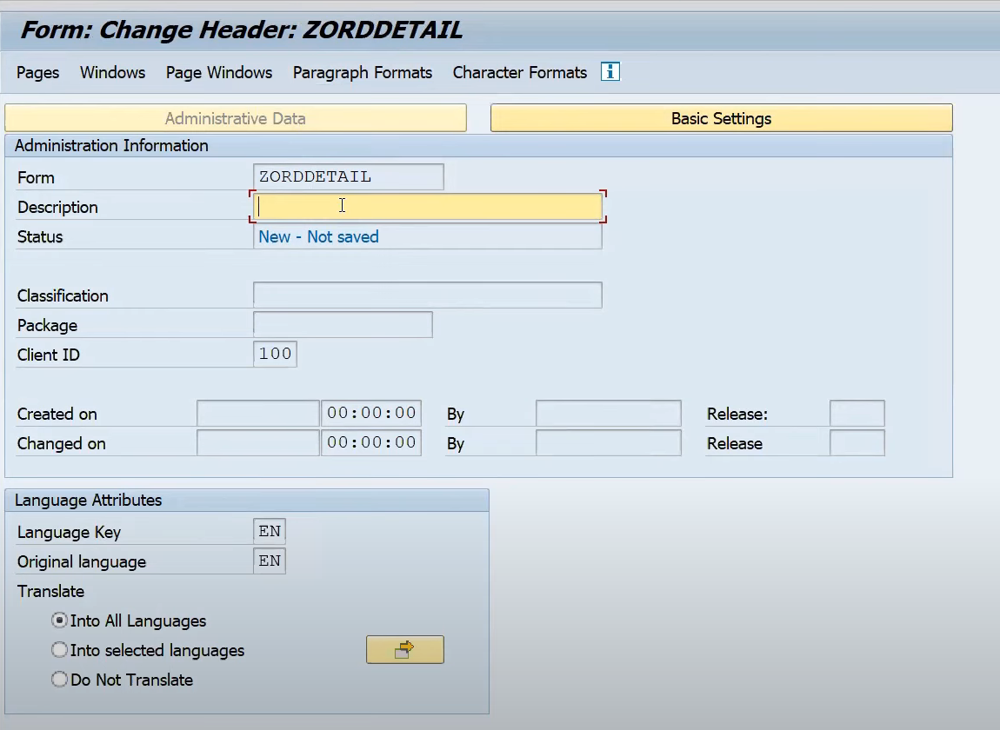 Form: Change Header: ZORDDETAIL
Pages Windows Page Windows Paragraph Formats Character Formats i
Administrative Data Basic Settings
Administration Information
Form ZORDDETAIL
Description
Status New - Not saved
Classification
Package
Client ID 100
Created on 00:00:00 By Release:
Changed on 00:00:00 By Release
Language Attributes
Language Key EN
Original language EN
Translate
Into All Languages
Into selected languages
Do Not Translate